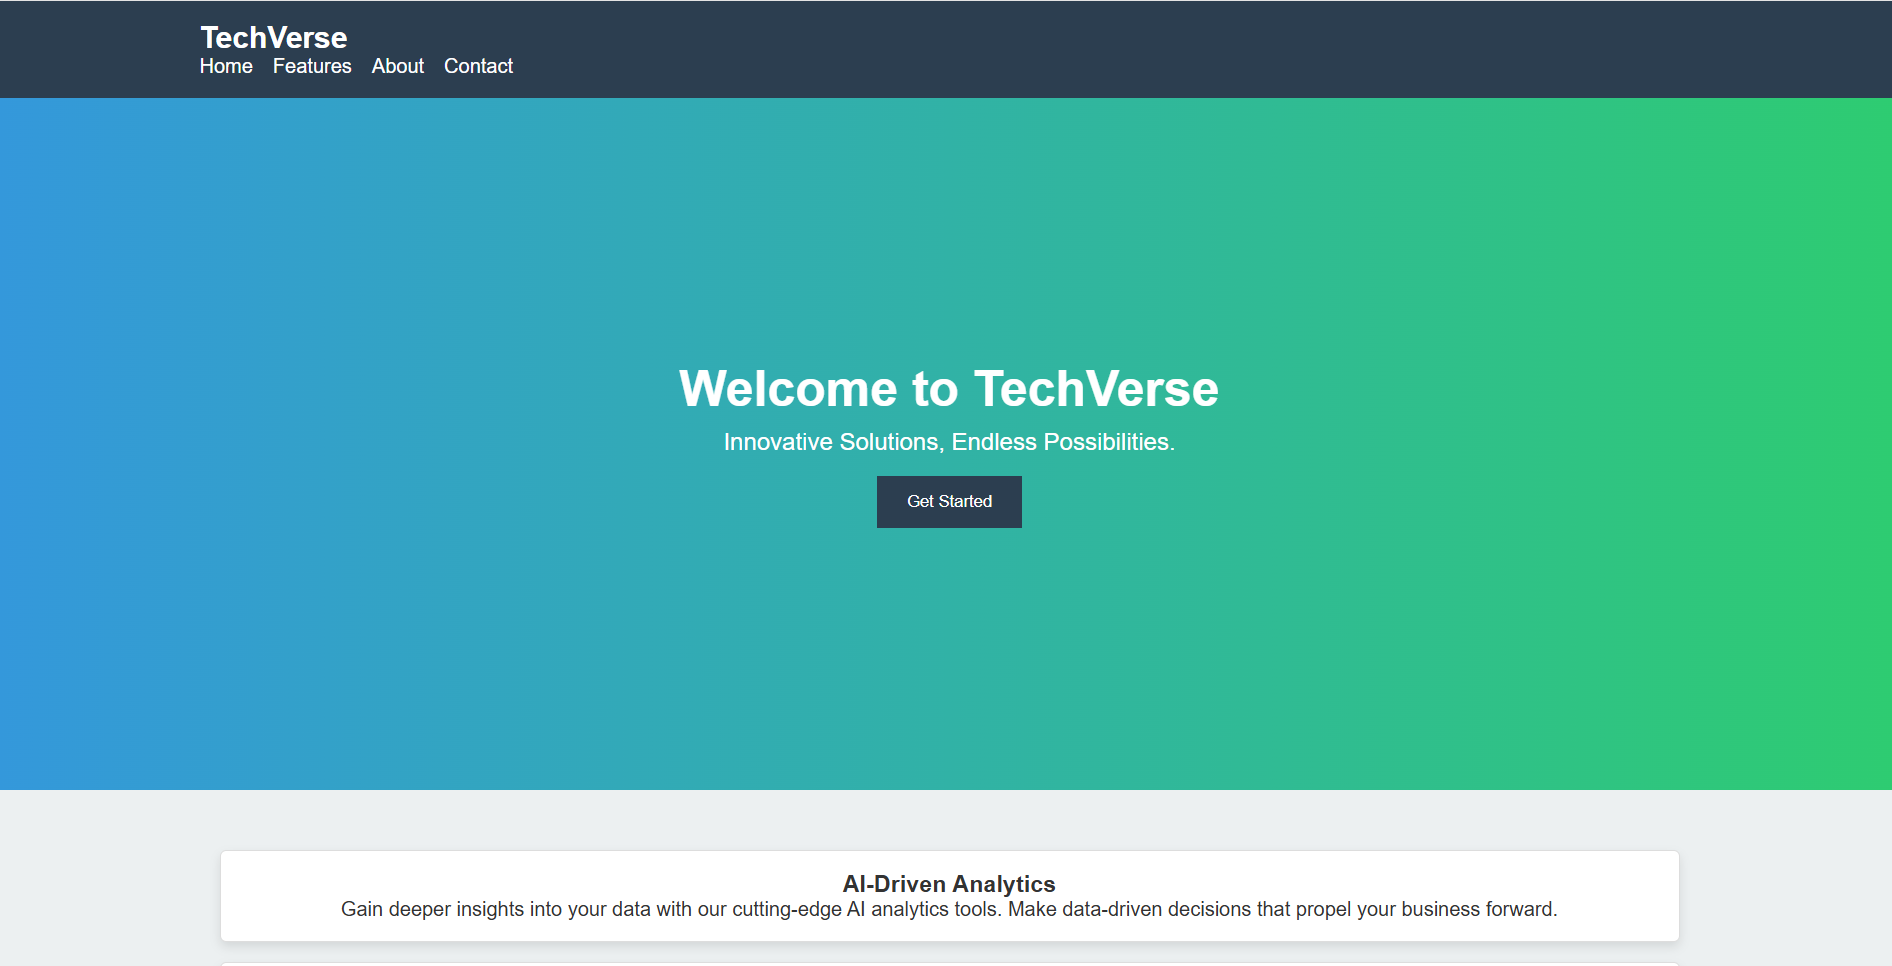 TechVerse
Home Features About Contact
Welcome to TechVerse
Innovative Solutions, Endless Possibilities.
Get Started
AI-Driven Analytics
Gain deeper insights into your data with our cutting-edge AI analytics tools. Make data-driven decisions that propel your business forward.